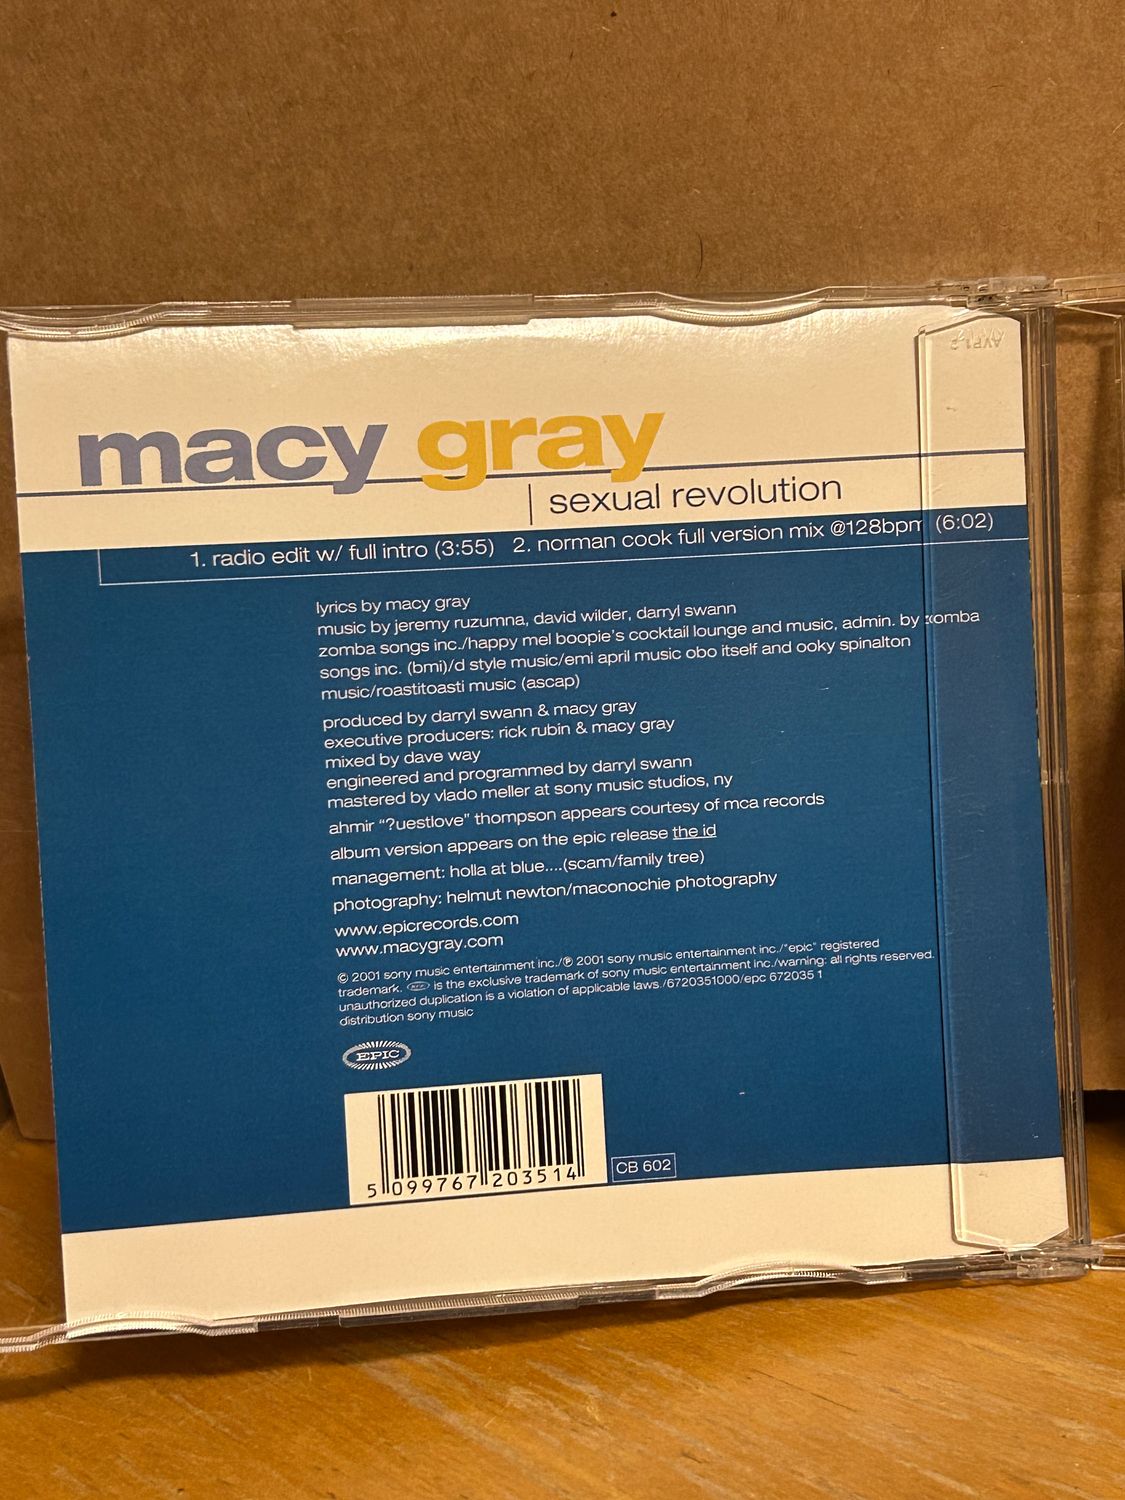 macy gray
sexual revolution
1. radio edit w/ full intro (3:55) 2. norman cook full version mix @128bpm (6:02)
lyrics by macy gray
music by jeremy ruzumna, david wilder, darryl swann
zomba songs inc./happy mel boopie's cocktail lounge and music, admin. by zomba
songs inc. (bmi)/d style music/emi april music obo itself and ooky spinalton
music/roastitoasti music (ascap)
produced by darryl swann & macy gray
executive producers: rick rubin & macy gray
mixed by dave way
engineered and programmed by darryl swann
mastered by vlado meller at sony music studios, ny
ahmir "?uestlove" thompson appears courtesy of mca records
album version appears on the epic release the id
management: holla at blue....(scam/family tree)
photography: helmut newton/maconochie photography
www.epicrecords.com
www.macygray.com
© 2001 sony music entertainment inc./℗ 2001 sony music entertainment inc./"epic" registered
trademark. is the exclusive trademark of sony music entertainment inc./warning: all rights reserved.
unauthorized duplication is a violation of applicable laws./6720351000/epc 672035 1
distribution sony music
EPIC
5 099767 203514
CB 602